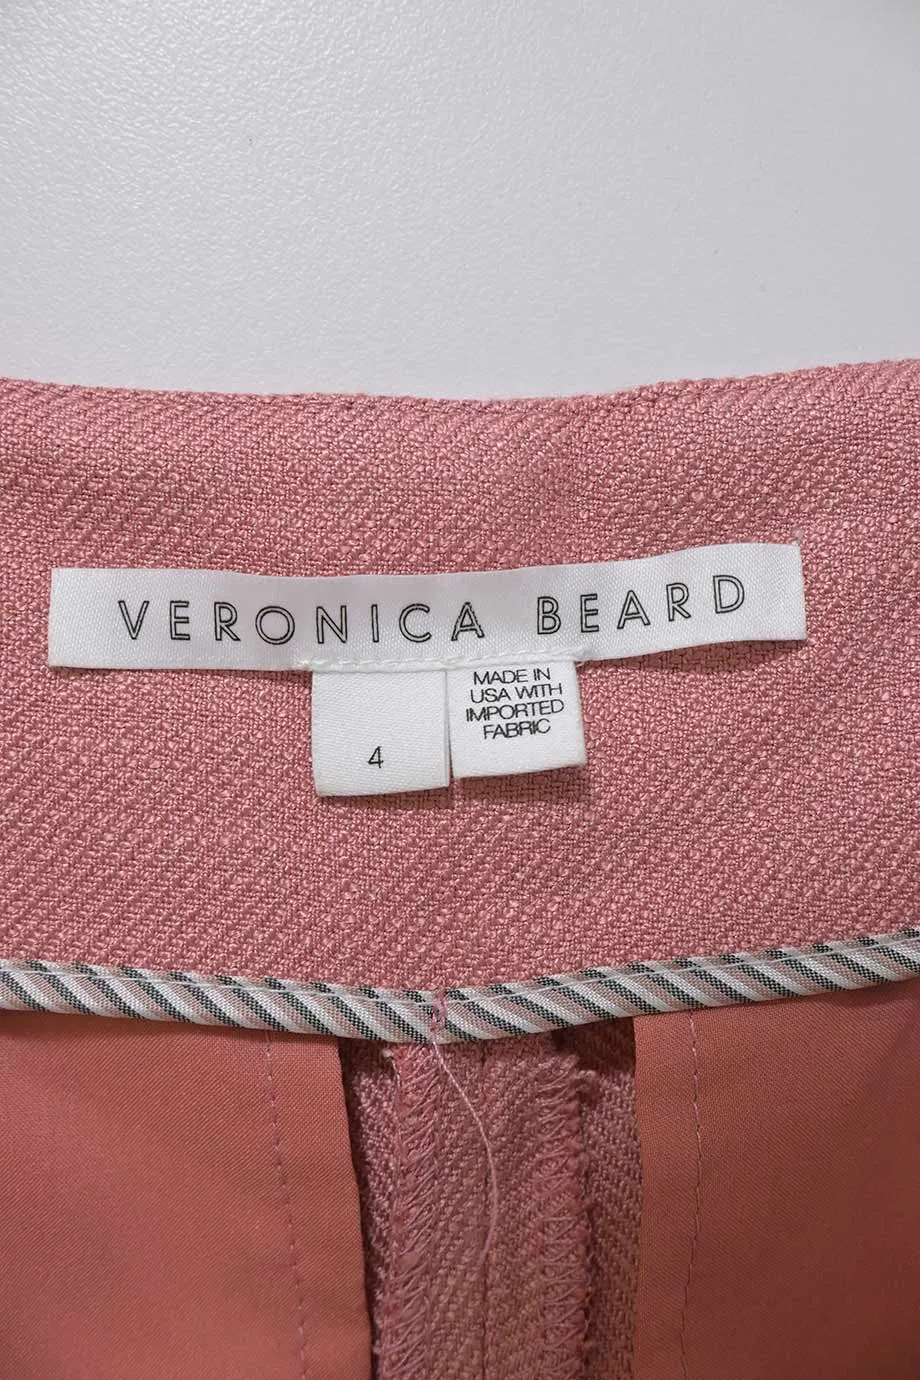 VERONICA BEARD
4
MADE IN
USA WITH
IMPORTED
FABRIC